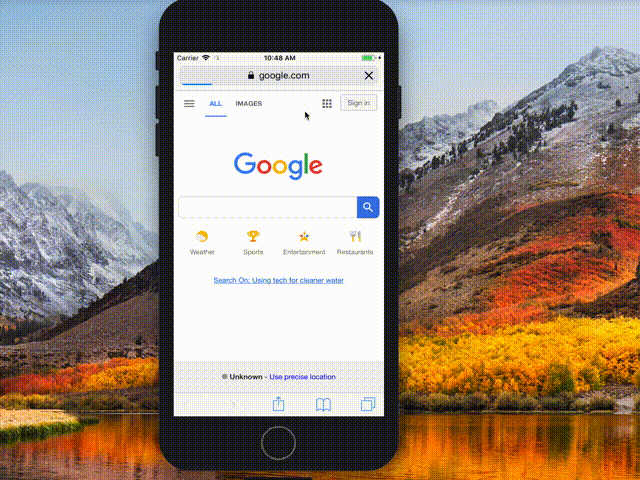 Carrier 10:48 AM
google.com
ALL IMAGES Sign in
Google
Weather Sports Entertainment Restaurants
Search On: Using tech for cleaner water
Unknown - Use precise location